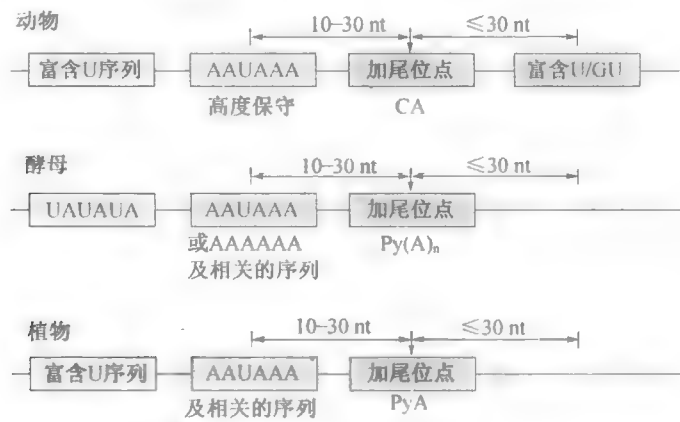 动物
10–30 nt ≤30 nt
富含U序列 AAUAAA 加尾位点 富含U/GU
高度保守 CA
酵母
10–30 nt ≤30 nt
UAUAUA AAUAAA 加尾位点
或AAAAAA Py(A)n
及相关的序列
植物
10–30 nt ≤30 nt
富含U序列 AAUAAA 加尾位点
及相关的序列 PyA